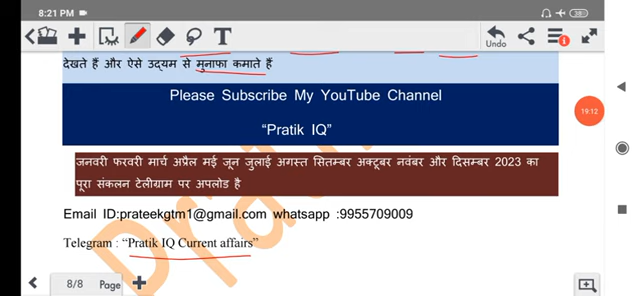 8:21 PM
38
T
Undo
देखते हैं और ऐसे उद्यम से मुनाफा कमाते हैं
Please Subscribe My YouTube Channel
“Pratik IQ”
19:12
जनवरी फरवरी मार्च अप्रैल मई जून जुलाई अगस्त सितम्बर अक्टूबर नवंबर और दिसम्बर 2023 का
पूरा संकलन टेलीग्राम पर अपलोड है
Email ID:prateekgtm1@gmail.com whatsapp :9955709009
Telegram : “Pratik IQ Current affairs”
8/8 Page